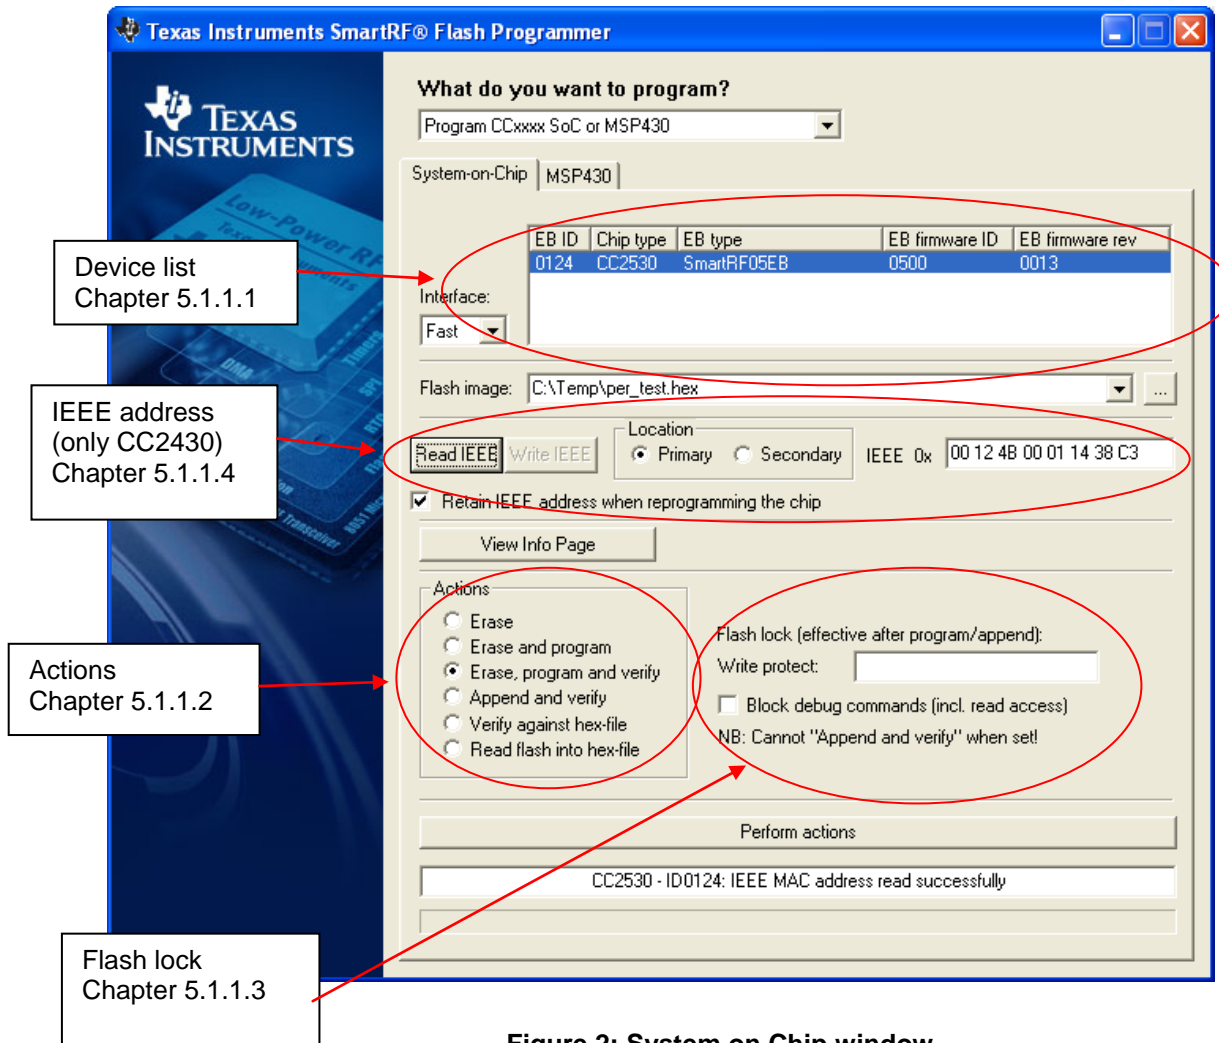 Texas Instruments SmartRF® Flash Programmer
TEXAS
INSTRUMENTS
What do you want to program?
Program CCxxxx SoC or MSP430
System-on-Chip
MSP430
Low-Power RF
EB ID
Chip type
EB type
EB firmware ID
EB firmware rev
0124
CC2530
SmartRF05EB
0500
0013
Device list
Chapter 5.1.1.1
Interface:
Fast
Flash image:
C:\Temp\per_test.hex
...
IEEE address
(only CC2430)
Chapter 5.1.1.4
Read IEEE
Write IEEE
Location
Primary
Secondary
IEEE 0x
00 12 4B 00 01 14 38 C3
Retain IEEE address when reprogramming the chip
View Info Page
Actions
Erase
Erase and program
Erase, program and verify
Append and verify
Verify against hex-file
Read flash into hex-file
Flash lock (effective after program/append):
Write protect:
Block debug commands (incl. read access)
NB: Cannot "Append and verify" when set!
Actions
Chapter 5.1.1.2
Perform actions
CC2530 - ID0124: IEEE MAC address read successfully
Flash lock
Chapter 5.1.1.3
Figure 2: System on Chip window